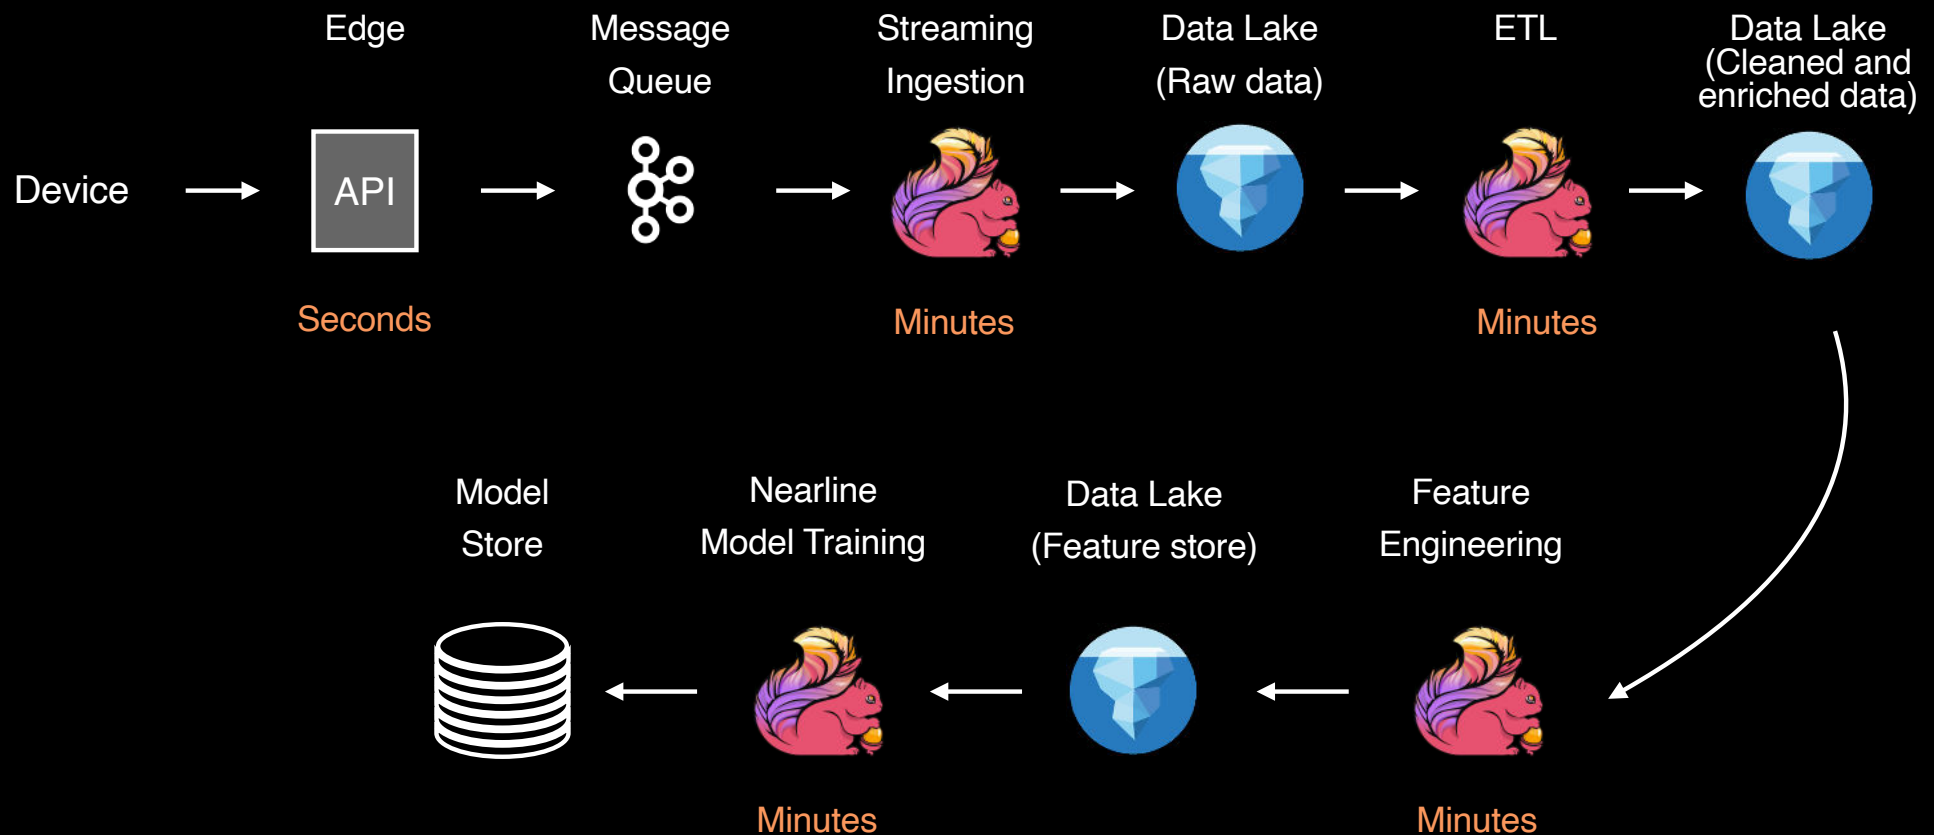 Edge
Message
Queue
Streaming
Ingestion
Data Lake
(Raw data)
ETL
Data Lake
(Cleaned and
enriched data)
Device
API
Seconds
Minutes
Minutes
Model
Store
Nearline
Model Training
Data Lake
(Feature store)
Feature
Engineering
Minutes
Minutes